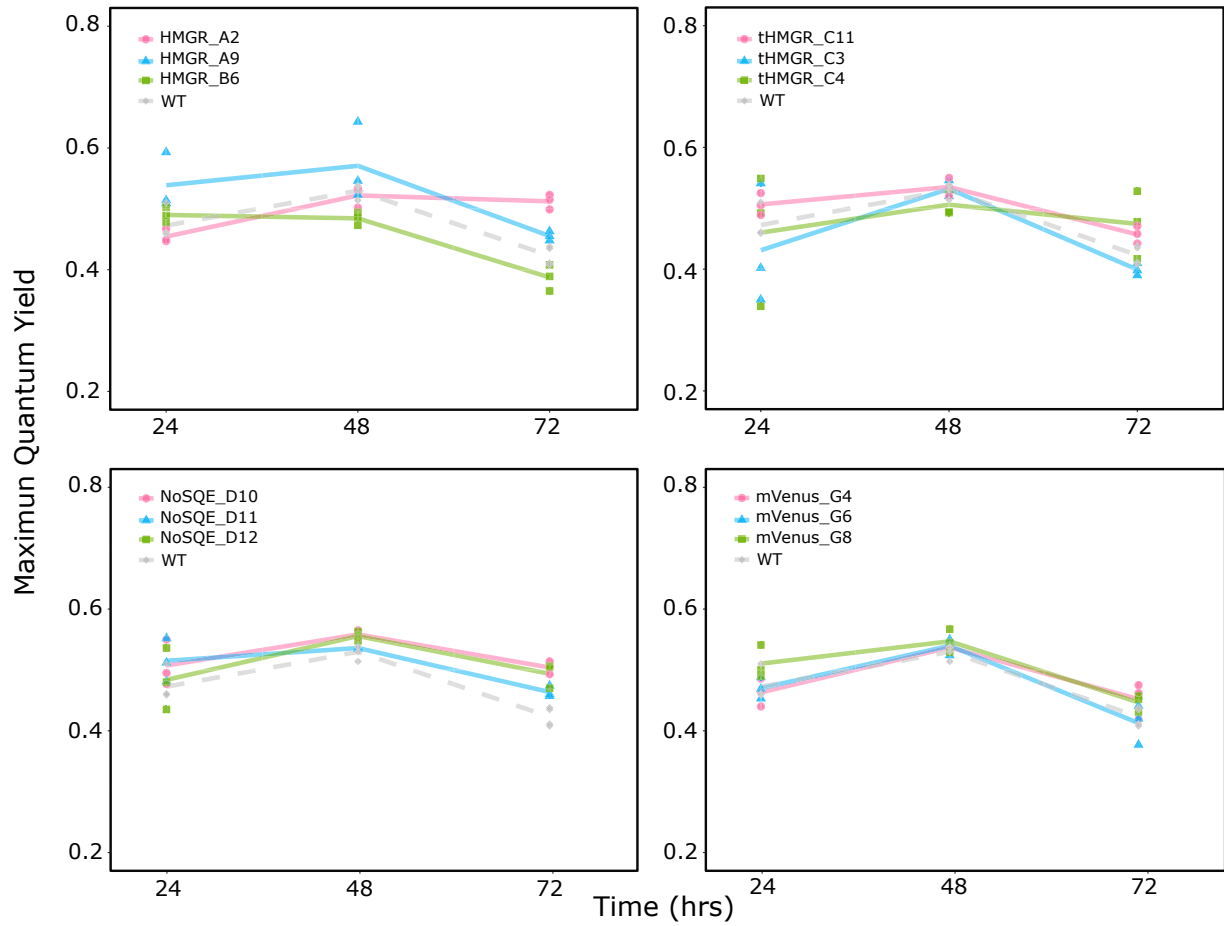 Maximun Quantum Yield
0.8
0.6
0.4
0.2
HMGR_A2
HMGR_A9
HMGR_B6
WT
24
48
72
0.8
0.6
0.4
0.2
tHMGR_C11
tHMGR_C3
tHMGR_C4
WT
24
48
72
0.8
0.6
0.4
0.2
NoSQE_D10
NoSQE_D11
NoSQE_D12
WT
24
48
72
0.8
0.6
0.4
0.2
mVenus_G4
mVenus_G6
mVenus_G8
WT
24
48
72
Time (hrs)